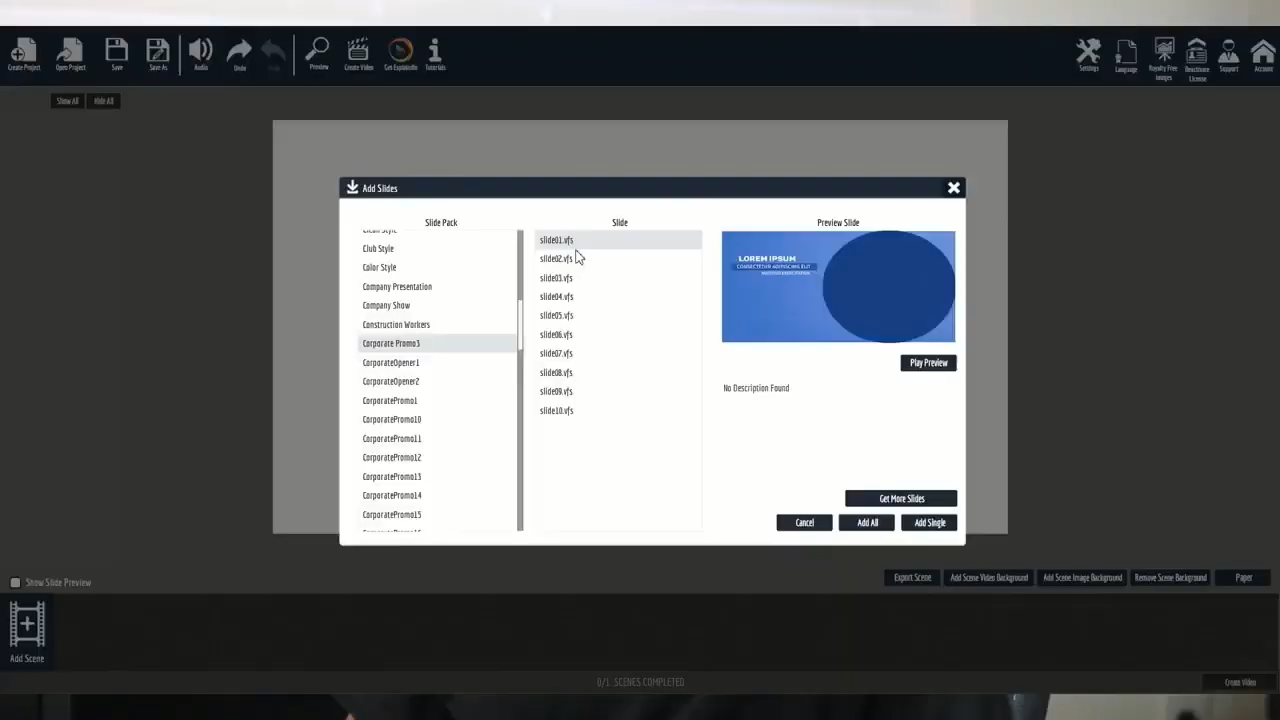 Create Project
Open Project
Save
Save As
Audio
Undo
Preview
Create Video
Get Explaindio
Tutorials
Settings
Language
Royalty Free
Images
Reactivate
License
Support
Account
Show All
Hide All
Add Slides
Slide Pack
Slide
Preview Slide
Club Style
Color Style
Company Presentation
Company Show
Construction Workers
Corporate Promo3
CorporateOpener1
CorporateOpener2
CorporatePromo1
CorporatePromo10
CorporatePromo11
CorporatePromo12
CorporatePromo13
CorporatePromo14
CorporatePromo15
slide01.vfs
slide02.vfs
slide03.vfs
slide04.vfs
slide05.vfs
slide06.vfs
slide07.vfs
slide08.vfs
slide09.vfs
slide10.vfs
LOREM IPSUM
CONSECTETUR ADIPISCING ELIT
Play Preview
No Description Found
Get More Slides
Cancel
Add All
Add Single
Show Slide Preview
Export Scene
Add Scene Video Background
Add Scene Image Background
Remove Scene Background
Paper
Add Scene
0/1 SCENES COMPLETED
Create Video